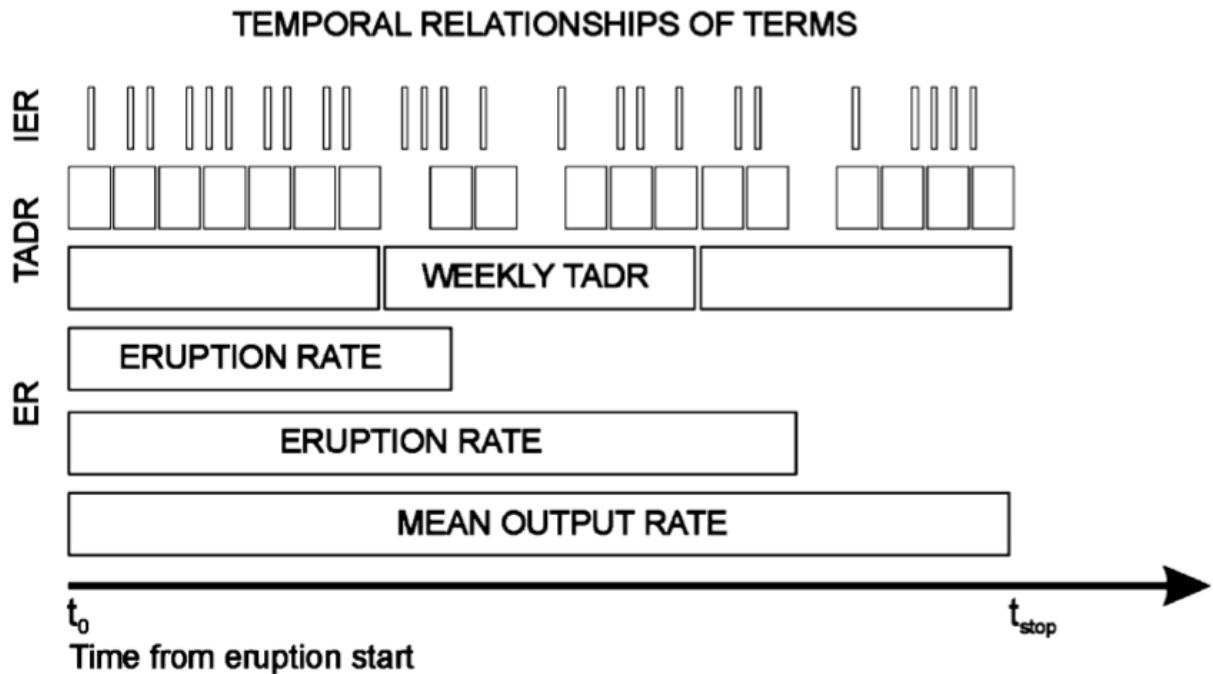 TEMPORAL RELATIONSHIPS OF TERMS
IER
TADR
WEEKLY TADR
ER
ERUPTION RATE
ERUPTION RATE
MEAN OUTPUT RATE
t₀
t_stop
Time from eruption start